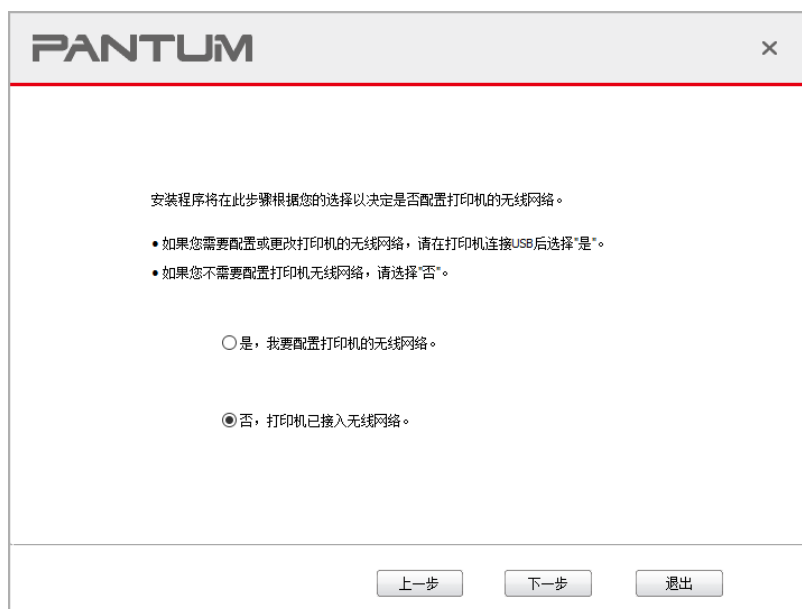 PANTUM
安装程序将在此步骤根据您的选择以决定是否配置打印机的无线网络。
•如果您需要配置或更改打印机的无线网络，请在打印机连接USB后选择"是"。
•如果您不需要配置打印机无线网络，请选择"否"。
是，我要配置打印机的无线网络。
否，打印机已接入无线网络。
上一步 下一步 退出